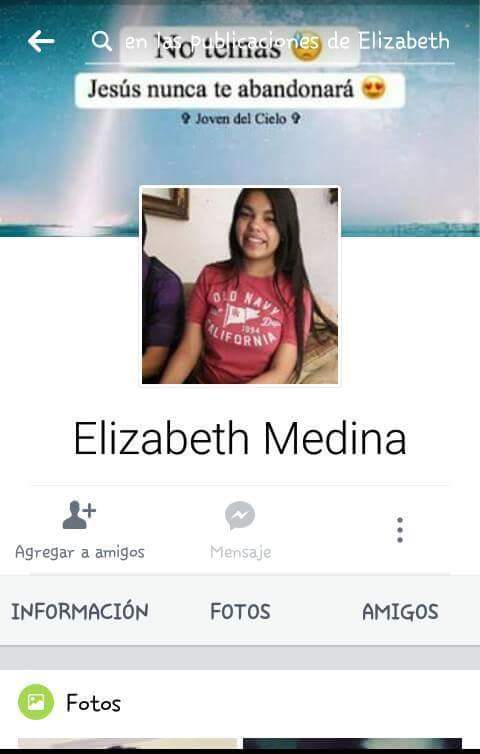 en las publicaciones de Elizabeth
No temas
Jesús nunca te abandonará
✞ Joven del Cielo ✞
OLD NAVY
1994
CALIFORNIA
Elizabeth Medina
Agregar a amigos
Mensaje
INFORMACIÓN
FOTOS
AMIGOS
Fotos